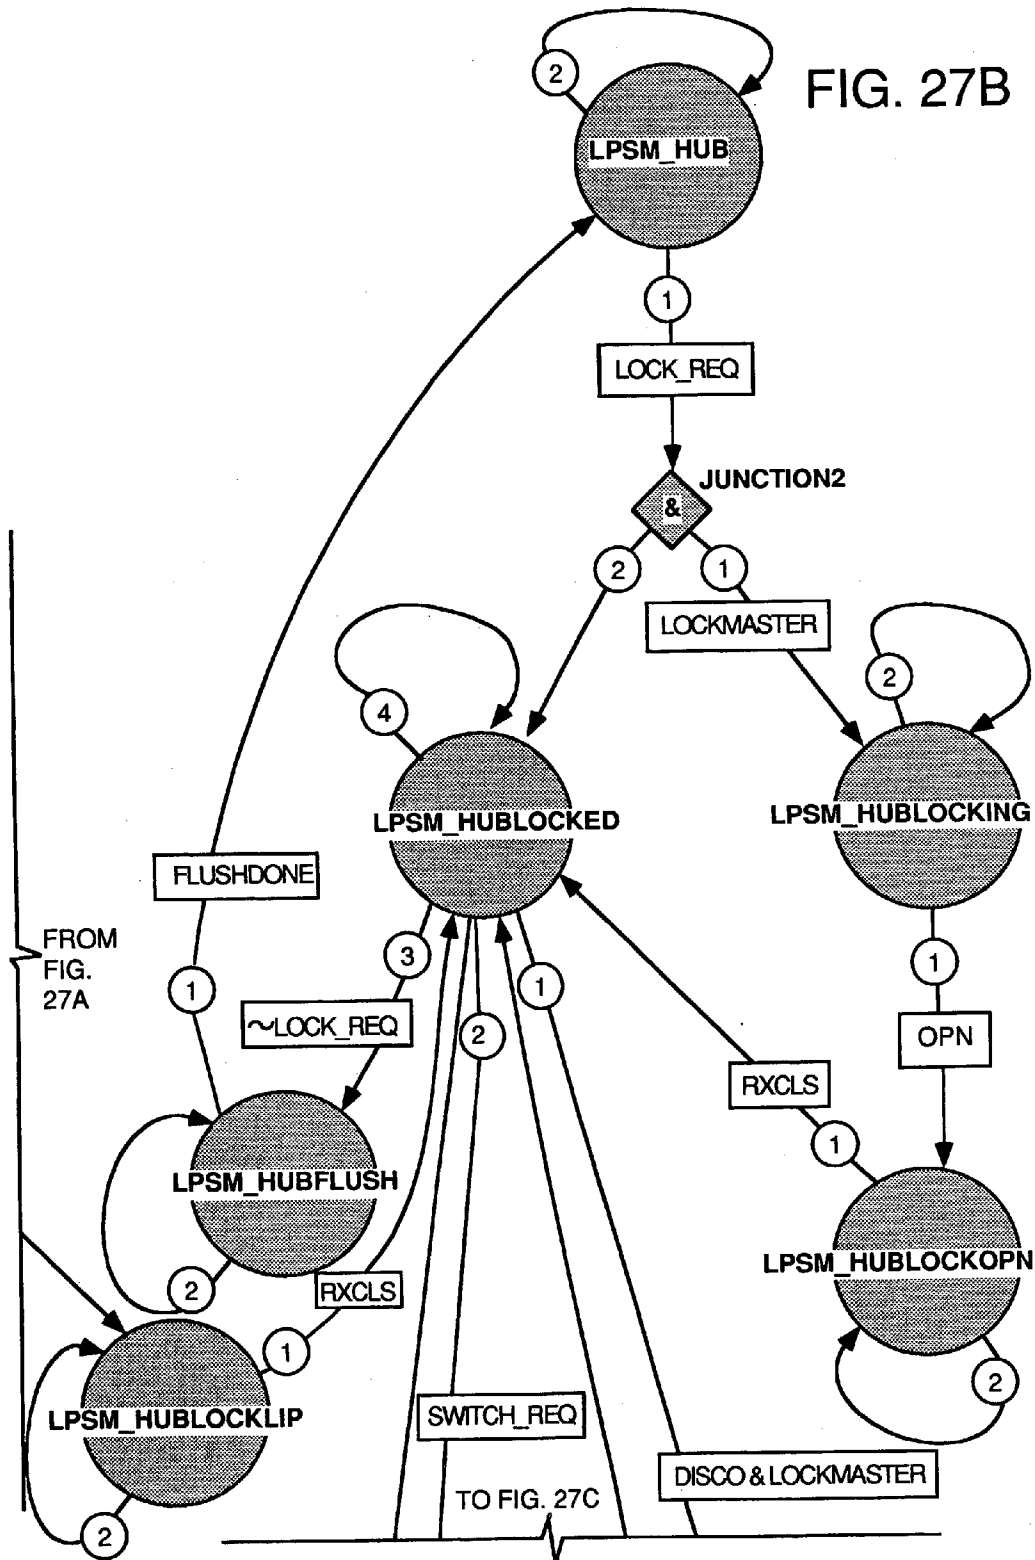 FIG. 27B
2
LPSM_HUB
1
LOCK_REQ
JUNCTION2
&
2
1
LOCKMASTER
4
2
LPSM_HUBLOCKED
LPSM_HUBLOCKING
FLUSHDONE
FROM
FIG.
27A
1
3
2
1
1
~LOCK_REQ
OPN
RXCLS
1
LPSM_HUBFLUSH
LPSM_HUBLOCKOPN
2
RXCLS
1
2
LPSM_HUBLOCKLIP
SWITCH_REQ
DISCO & LOCKMASTER
TO FIG. 27C
2